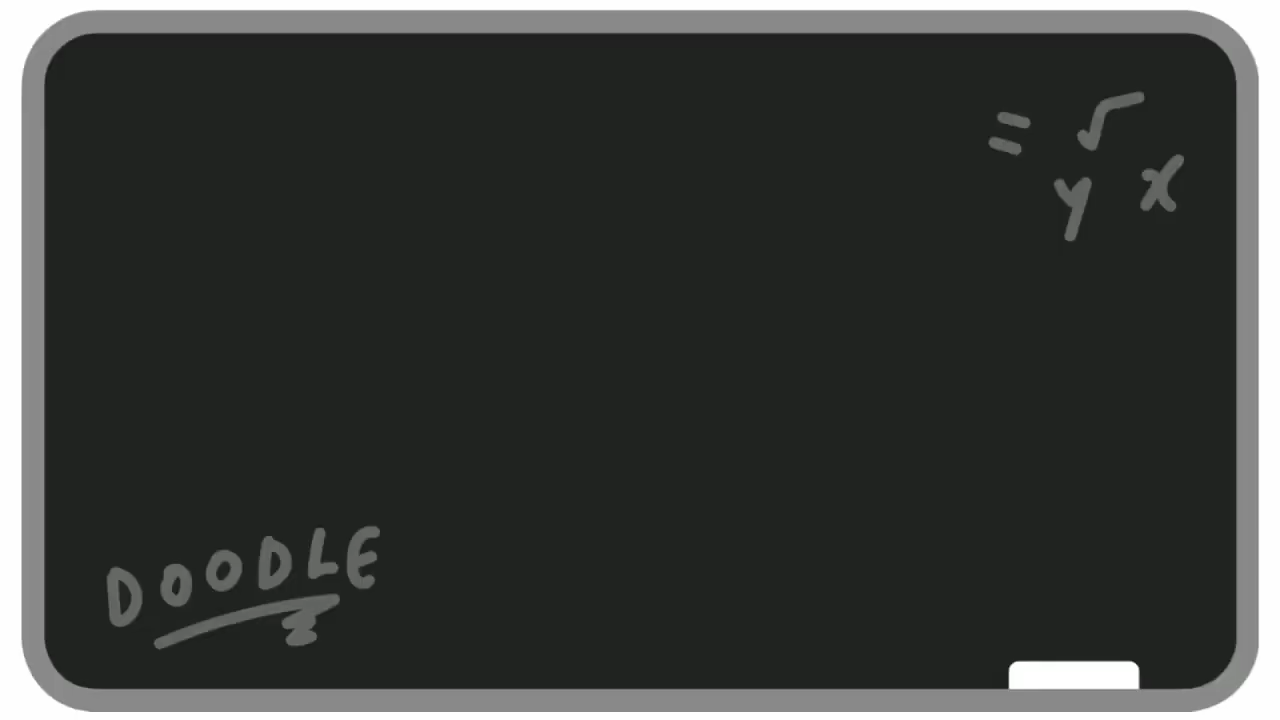 = √
y x
DOODLE